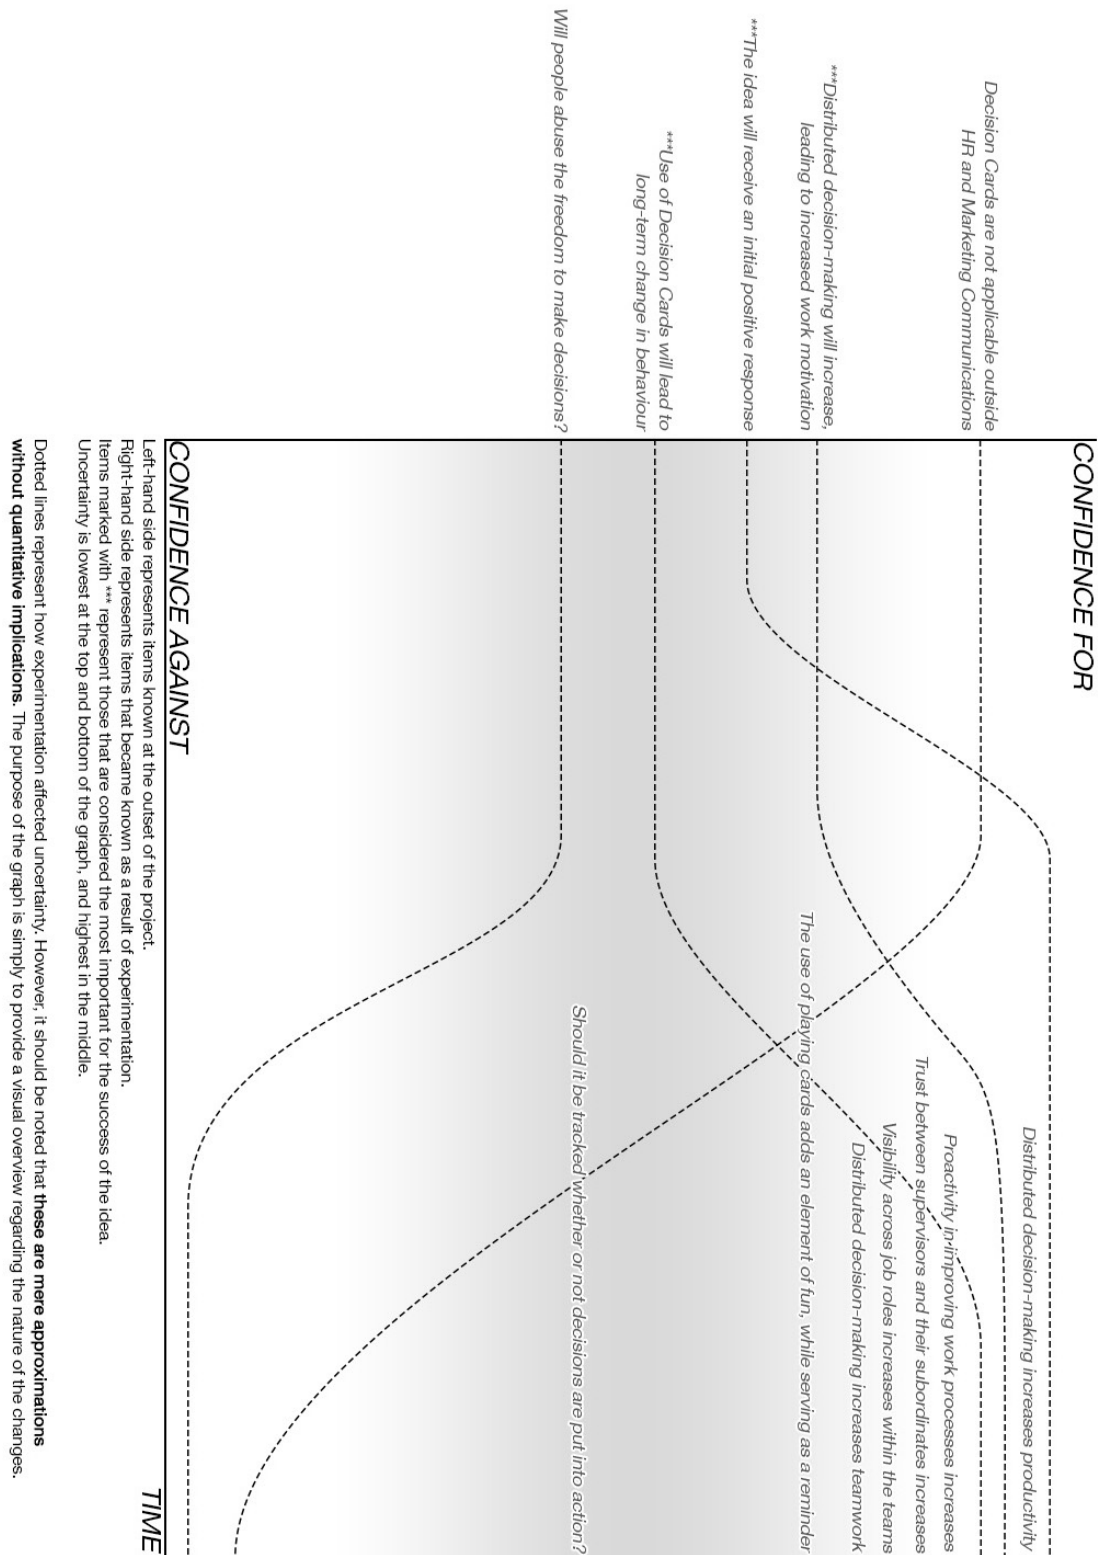 CONFIDENCE FOR
Decision Cards are not applicable outside
HR and Marketing Communications
***Distributed decision-making will increase,
leading to increased work motivation
***The idea will receive an initial positive response
***Use of Decision Cards will lead to
long-term change in behaviour
Will people abuse the freedom to make decisions?
Distributed decision-making increases productivity
Proactivity in improving work processes increases
Trust between supervisors and their subordinates increases
Visibility across job roles increases within the teams
Distributed decision-making increases teamwork
The use of playing cards adds an element of fun, while serving as a reminder
Should it be tracked whether or not decisions are put into action?
CONFIDENCE AGAINST
TIME
Left-hand side represents items known at the outset of the project.
Right-hand side represents items that became known as a result of experimentation.
Items marked with *** represent those that are considered the most important for the success of the idea.
Uncertainty is lowest at the top and bottom of the graph, and highest in the middle.
Dotted lines represent how experimentation affected uncertainty. However, it should be noted that these are mere approximations
without quantitative implications. The purpose of the graph is simply to provide a visual overview regarding the nature of the changes.